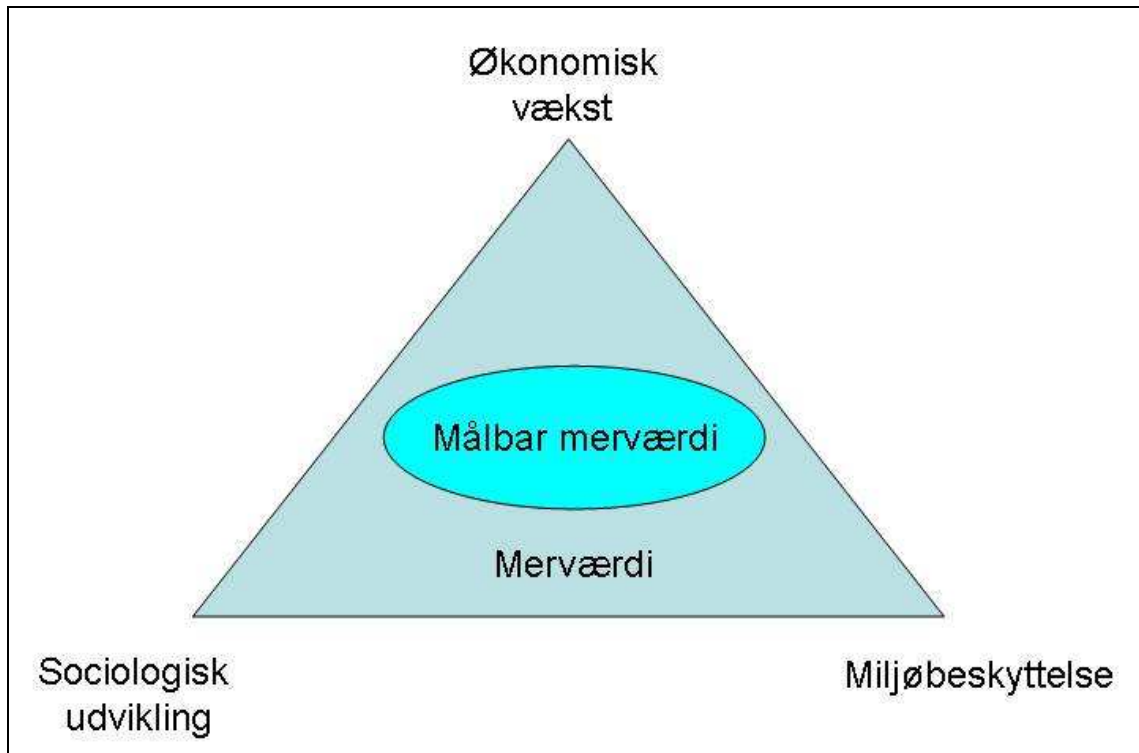 Økonomisk
vækst
Målbar merværdi
Merværdi
Sociologisk
udvikling
Miljøbeskyttelse